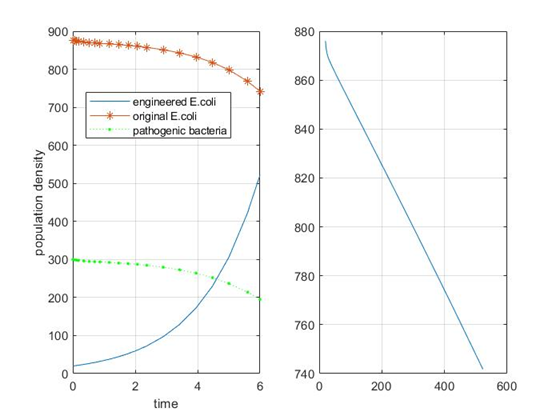 900
800
700
600
500
400
300
200
100
0
population density
engineered E.coli
original E.coli
pathogenic bacteria
0 2 4 6
time
880
860
840
820
800
780
760
740
0 200 400 600